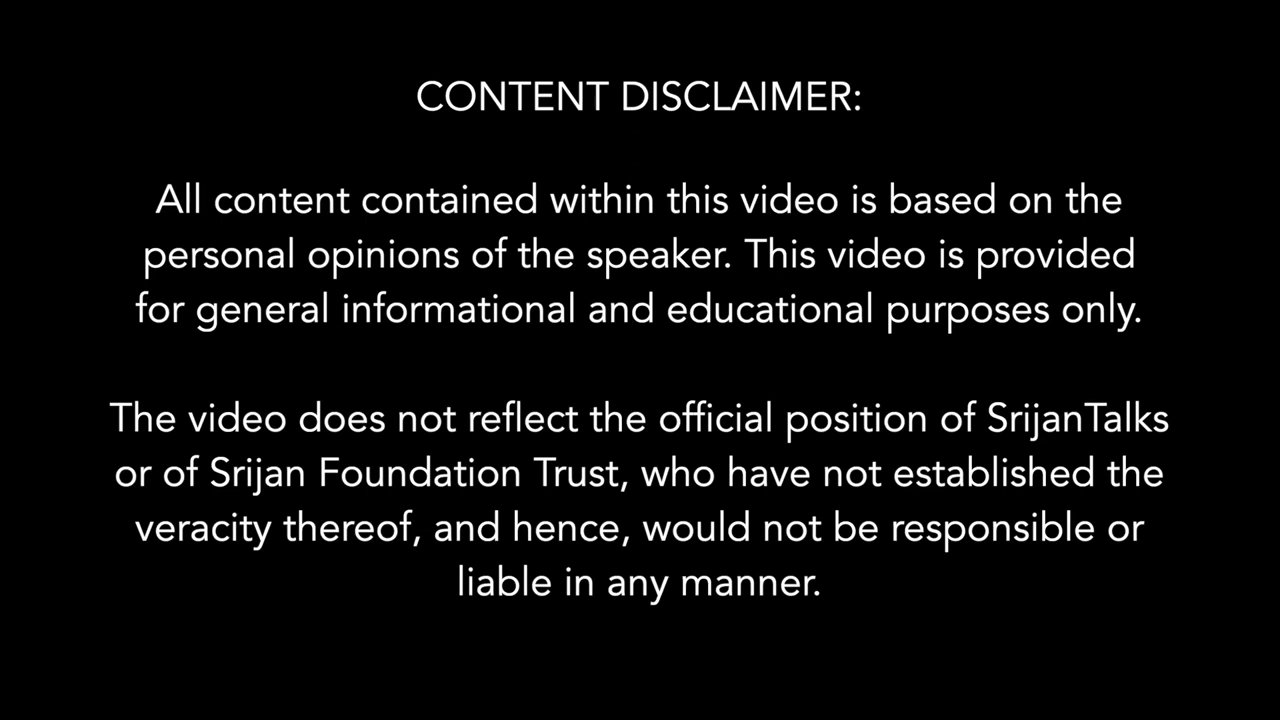 CONTENT DISCLAIMER:
All content contained within this video is based on the
personal opinions of the speaker. This video is provided
for general informational and educational purposes only.
The video does not reflect the official position of SrijanTalks
or of Srijan Foundation Trust, who have not established the
veracity thereof, and hence, would not be responsible or
liable in any manner.